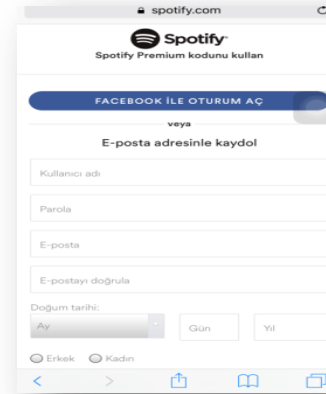 spotify.com
Spotify
Spotify Premium kodunu kullan
FACEBOOK İLE OTURUM AÇ
veya
E-posta adresinle kaydol
Kullanıcı adı
Parola
E-posta
E-postayı doğrula
Doğum tarihi:
Ay Gün Yıl
Erkek Kadın